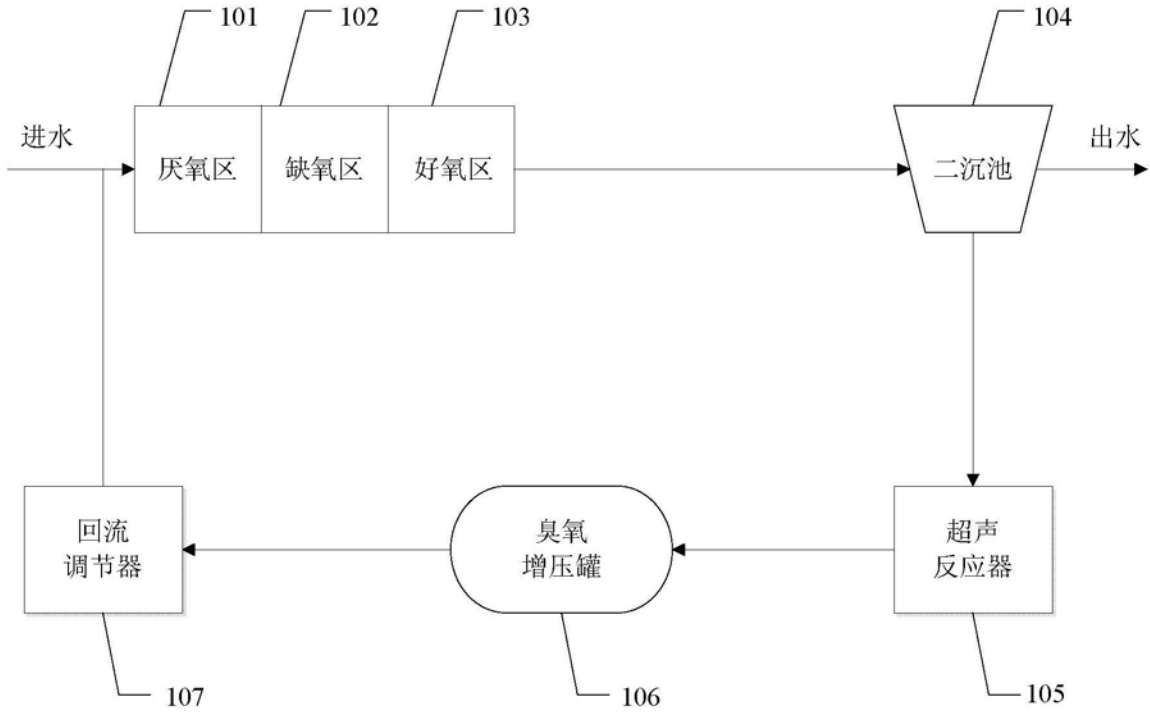 101
102
103
104
进水
厌氧区
缺氧区
好氧区
二沉池
出水
回流
调节器
臭氧
增压罐
超声
反应器
107
106
105